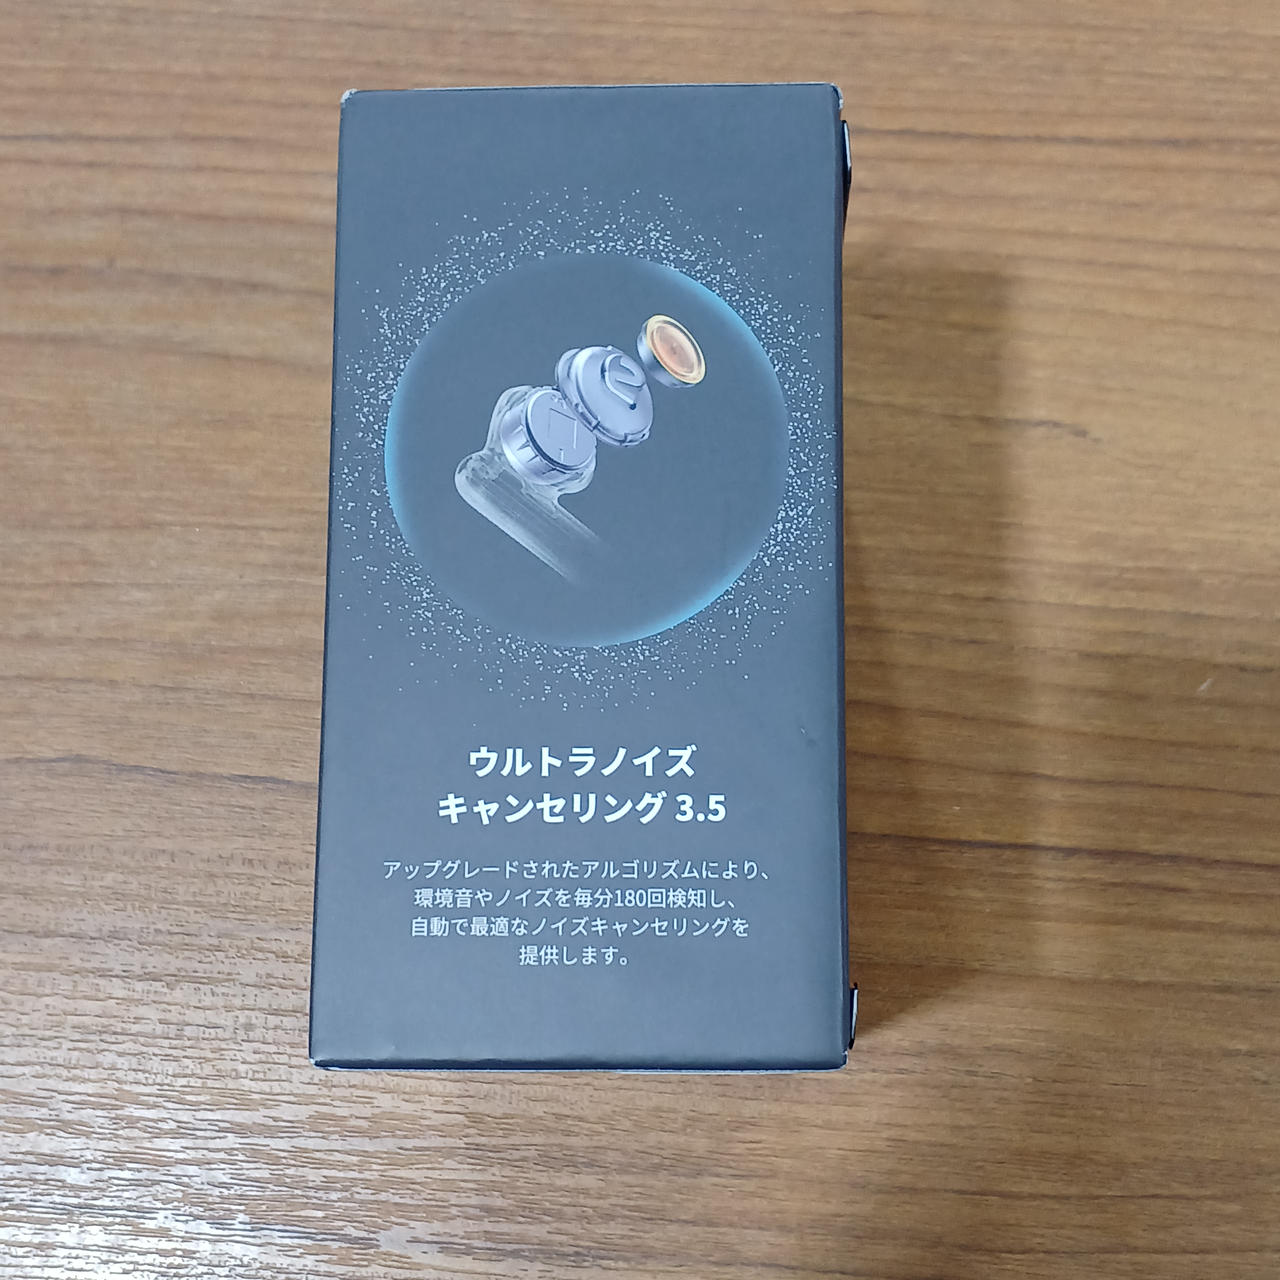 ウルトラノイズ
キャンセリング 3.5
アップグレードされたアルゴリズムにより、
環境音やノイズを毎分180回検知し、
自動で最適なノイズキャンセリングを
提供します。